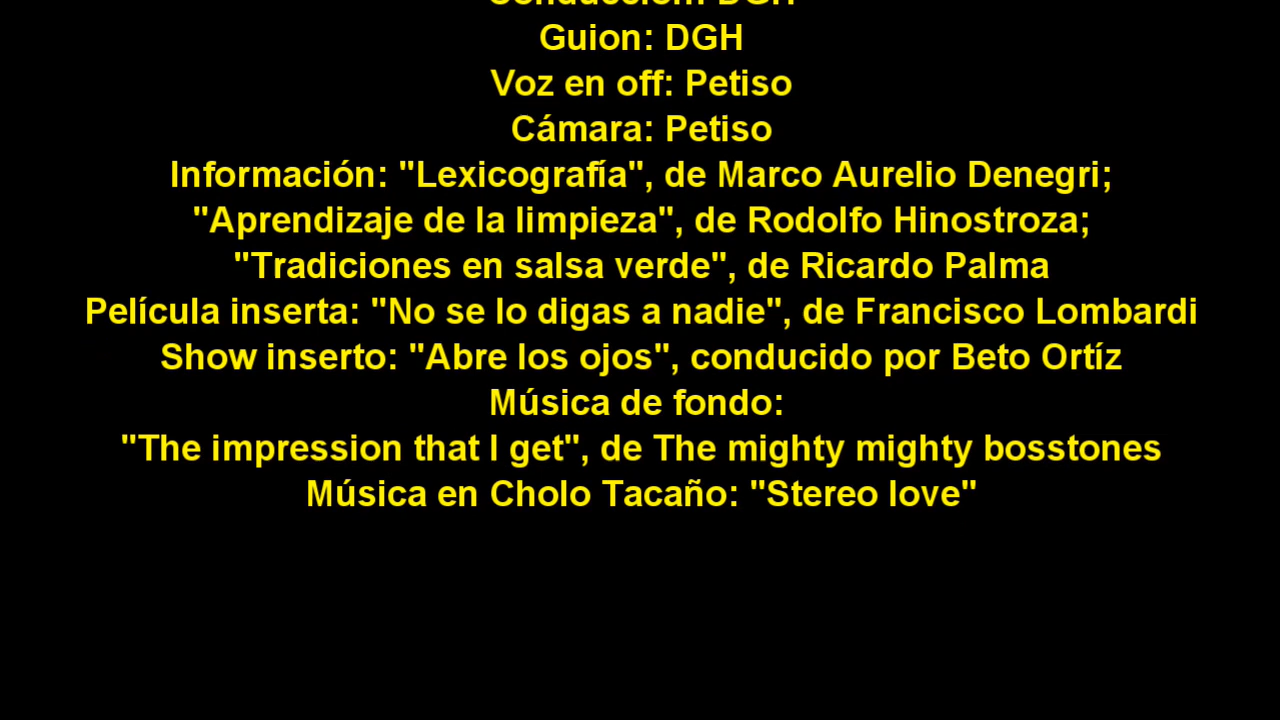 Conducción: DGH
Guion: DGH
Voz en off: Petiso
Cámara: Petiso
Información: "Lexicografía", de Marco Aurelio Denegri;
"Aprendizaje de la limpieza", de Rodolfo Hinostroza;
"Tradiciones en salsa verde", de Ricardo Palma
Película inserta: "No se lo digas a nadie", de Francisco Lombardi
Show inserto: "Abre los ojos", conducido por Beto Ortíz
Música de fondo:
"The impression that I get", de The mighty mighty bosstones
Música en Cholo Tacaño: "Stereo love"